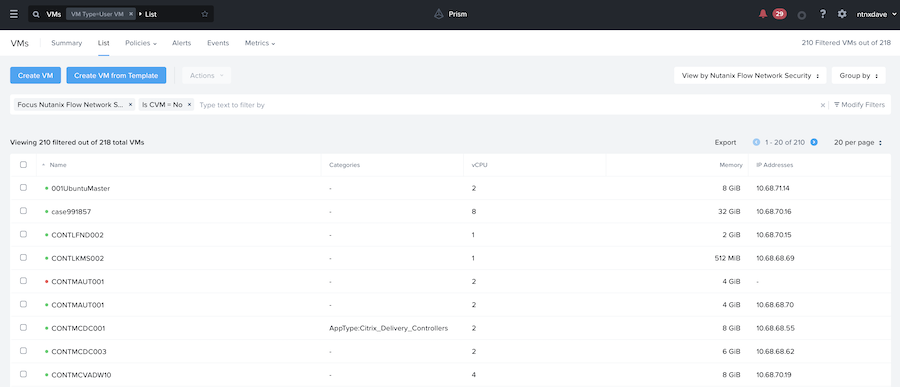 VMs VM Type=User VM × List Prism 29 ? ntnxdave
VMs Summary List Policies Alerts Events Metrics 210 Filtered VMs out of 218
Create VM Create VM from Template Actions View by Nutanix Flow Network Security Group by
Focus Nutanix Flow Network S... × Is CVM = No × Type text to filter by × Modify Filters
Viewing 210 filtered out of 218 total VMs Export 1 - 20 of 210 20 per page
Name Categories vCPU Memory IP Addresses
001UbuntuMaster - 2 8 GiB 10.68.71.14
case991857 - 8 32 GiB 10.68.70.16
CONTLFND002 - 1 2 GiB 10.68.70.15
CONTLKMS002 - 1 512 MiB 10.68.68.69
CONTMAUT001 - 2 4 GiB -
CONTMAUT001 - 2 4 GiB 10.68.68.70
CONTMCDC001 AppType:Citrix_Delivery_Controllers 2 8 GiB 10.68.68.55
CONTMCDC003 - 2 6 GiB 10.68.68.62
CONTMCVADW10 - 4 8 GiB 10.68.70.19